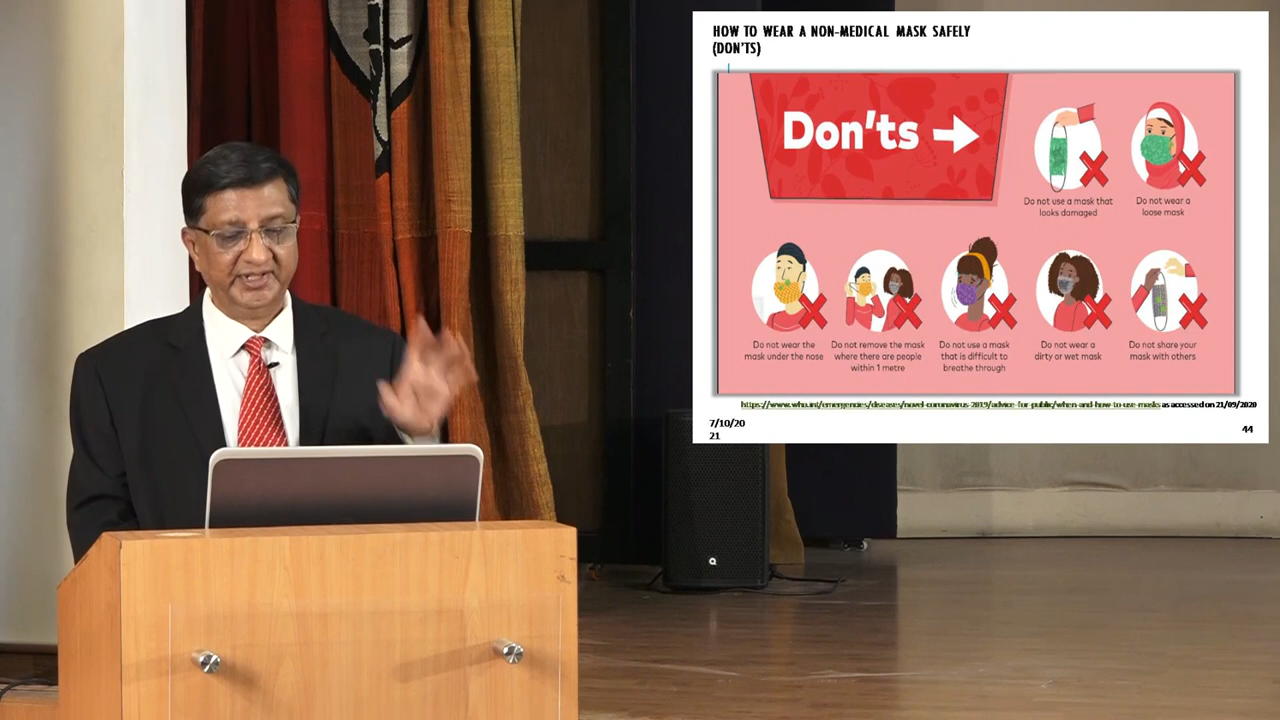 HOW TO WEAR A NON-MEDICAL MASK SAFELY
(DON'TS)
Don'ts
Do not use a mask that
looks damaged
Do not wear a
loose mask
Do not wear the
mask under the nose
Do not remove the mask
where there are people
within 1 metre
Do not use a mask
that is difficult to
breathe through
Do not wear a
dirty or wet mask
Do not share your
mask with others
https://www.who.int/emergencies/diseases/novel-coronavirus-2019/advice-for-public/when-and-how-to-use-masks as accessed on 21/09/2020
7/10/20
21
44
Q